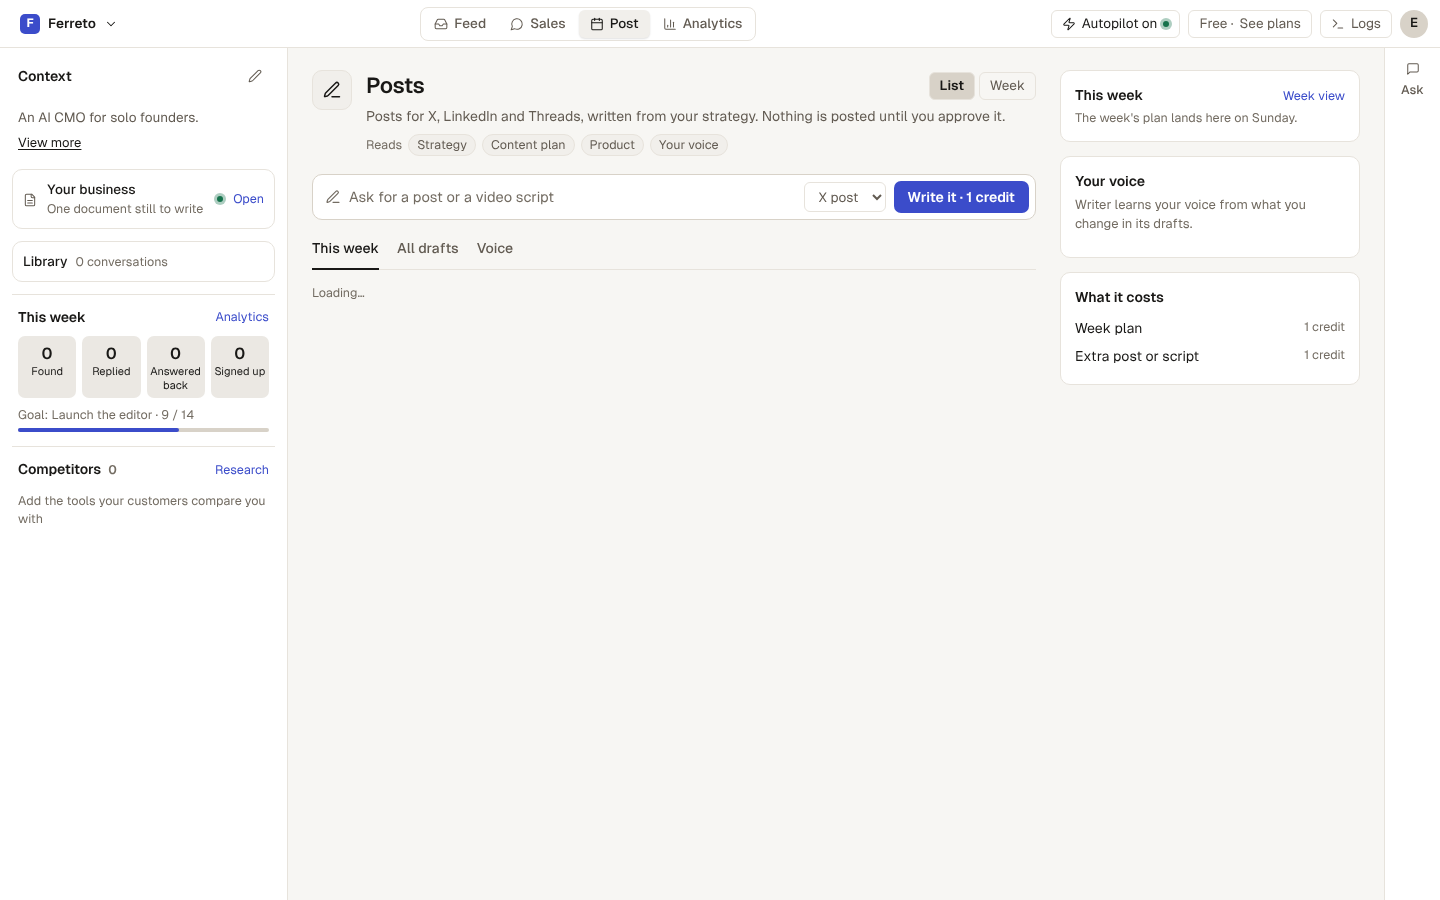 F Ferreto
Feed Sales Post Analytics
Autopilot on Free · See plans Logs E
Context
An AI CMO for solo founders.
View more
Your business
One document still to write
Open
Library 0 conversations
This week Analytics
0 Found
0 Replied
0 Answered back
0 Signed up
Goal: Launch the editor · 9 / 14
Competitors 0 Research
Add the tools your customers compare you
with
Posts
List Week
Posts for X, LinkedIn and Threads, written from your strategy. Nothing is posted until you approve it.
Reads Strategy Content plan Product Your voice
Ask for a post or a video script
X post Write it · 1 credit
This week All drafts Voice
Loading…
This week Week view
The week's plan lands here on Sunday.
Your voice
Writer learns your voice from what you
change in its drafts.
What it costs
Week plan 1 credit
Extra post or script 1 credit
Ask